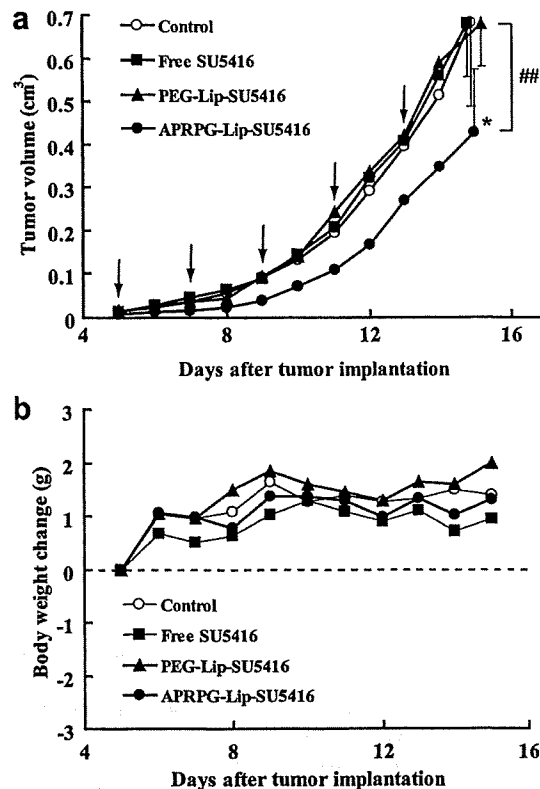 a
0.7
0.6
0.5
0.4
0.3
0.2
0.1
0
Tumor volume (cm³)
Control
Free SU5416
PEG-Lip-SU5416
APRPG-Lip-SU5416
##
*
4
8
12
16
Days after tumor implantation
b
3
2
1
0
-1
-2
-3
Body weight change (g)
Control
Free SU5416
PEG-Lip-SU5416
APRPG-Lip-SU5416
4
8
12
16
Days after tumor implantation